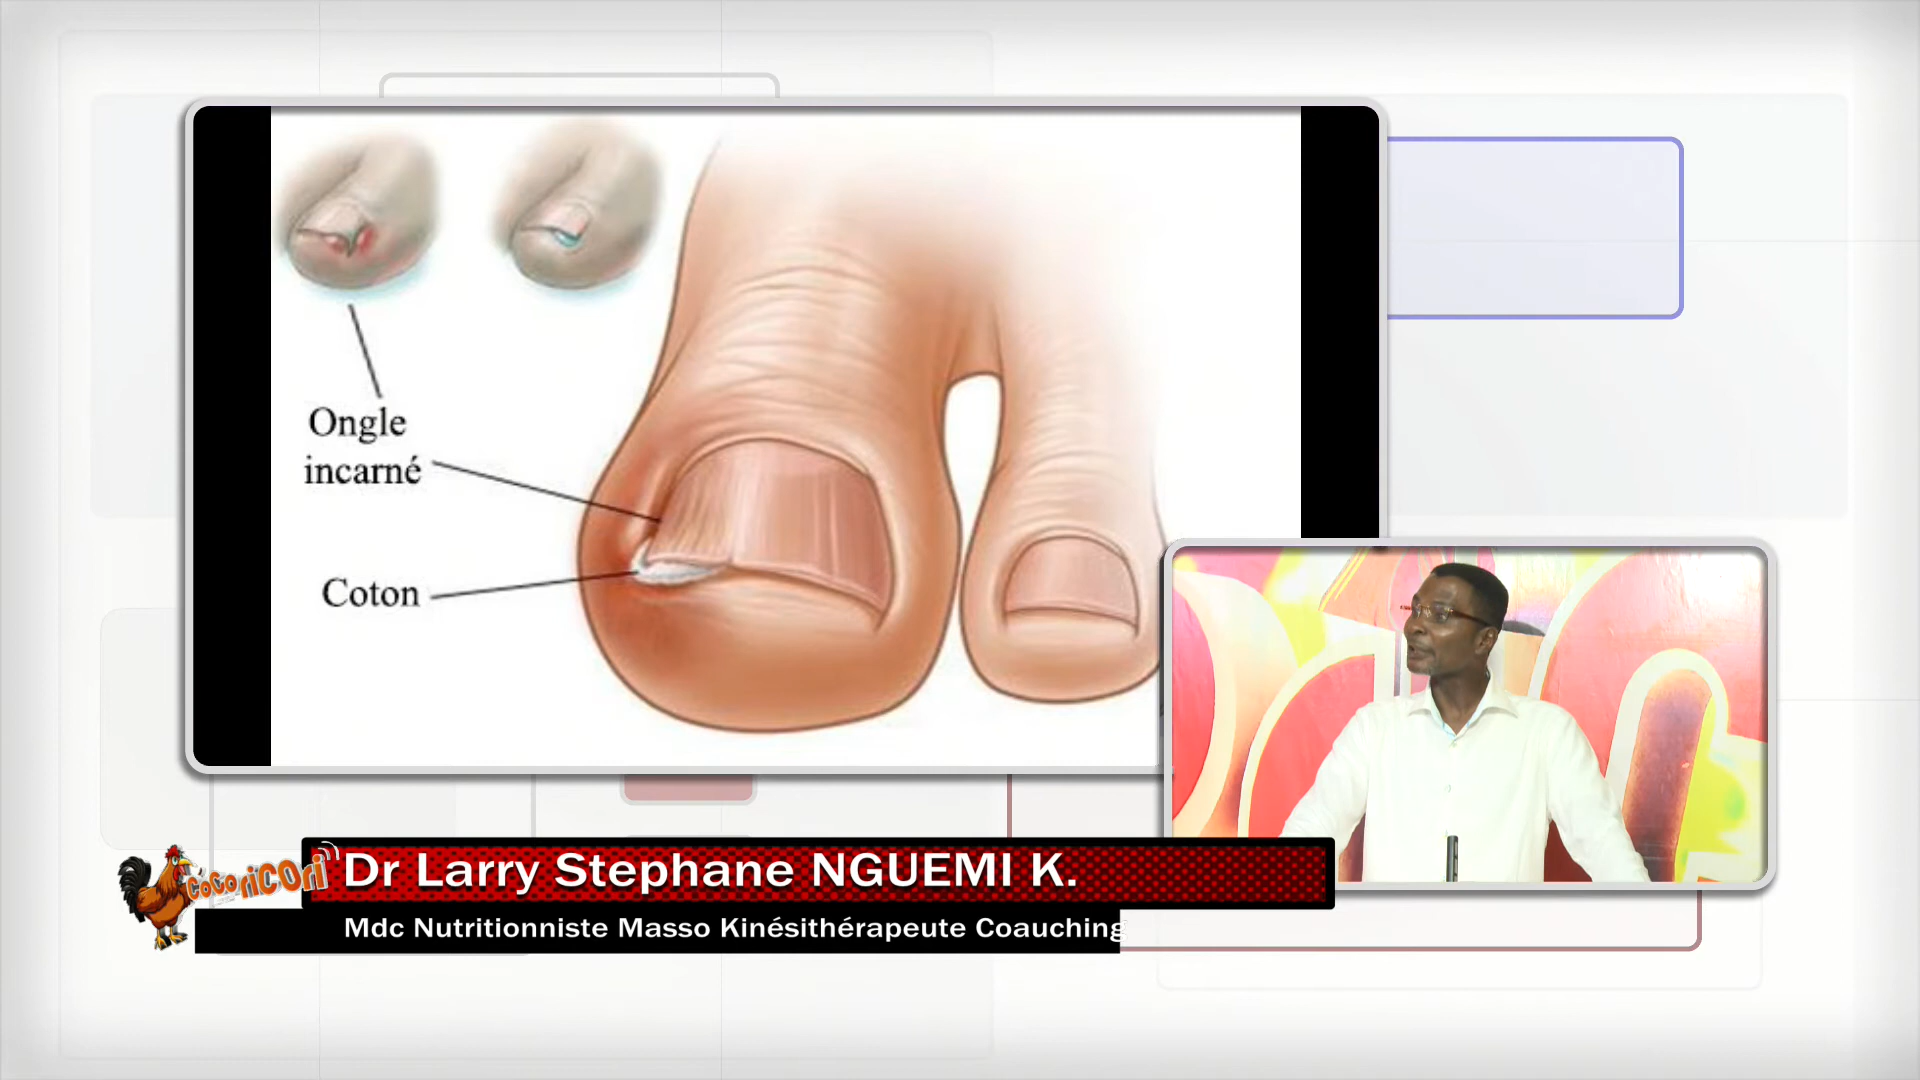 Ongle
incarné
Coton
CoCoriCOri
Dr Larry Stephane NGUEMI K.
Mdc Nutritionniste Masso Kinésithérapeute Coauching